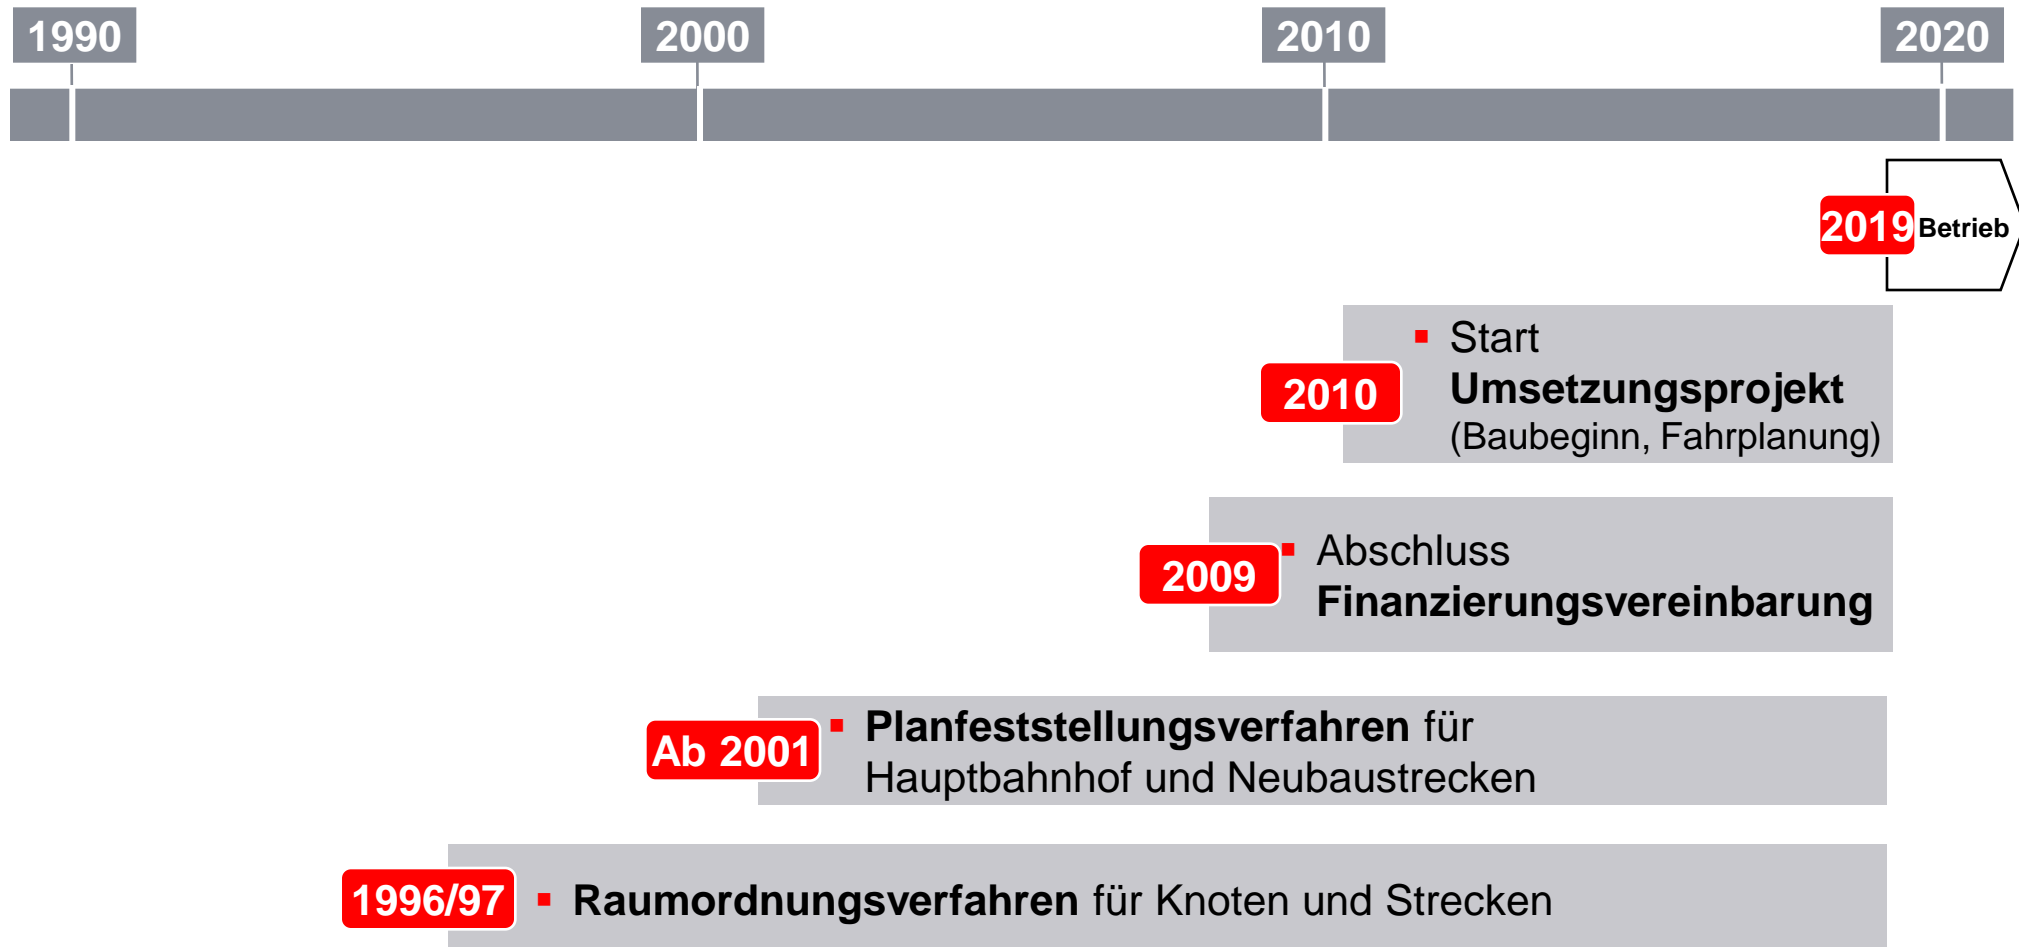 1990
2000
2010
2020
2019
Betrieb
2010
▪ Start
Umsetzungsprojekt
(Baubeginn, Fahrplanung)
2009
▪ Abschluss
Finanzierungsvereinbarung
Ab 2001
▪ Planfeststellungsverfahren für
Hauptbahnhof und Neubaustrecken
1996/97
▪ Raumordnungsverfahren für Knoten und Strecken